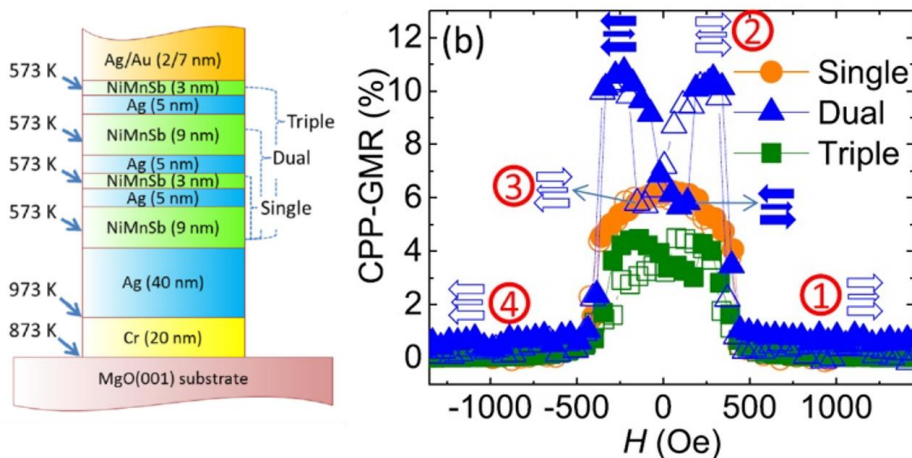 Ag/Au (2/7 nm)
573 K
NiMnSb (3 nm)
Ag (5 nm)
Triple
573 K
NiMnSb (9 nm)
Dual
573 K
Ag (5 nm)
NiMnSb (3 nm)
Ag (5 nm)
Single
573 K
NiMnSb (9 nm)
Ag (40 nm)
973 K
Cr (20 nm)
873 K
MgO(001) substrate
(b)
CPP-GMR (%)
12
10
8
6
4
2
0
-1000
-500
0
500
1000
H (Oe)
Single
Dual
Triple
2
3
4
1